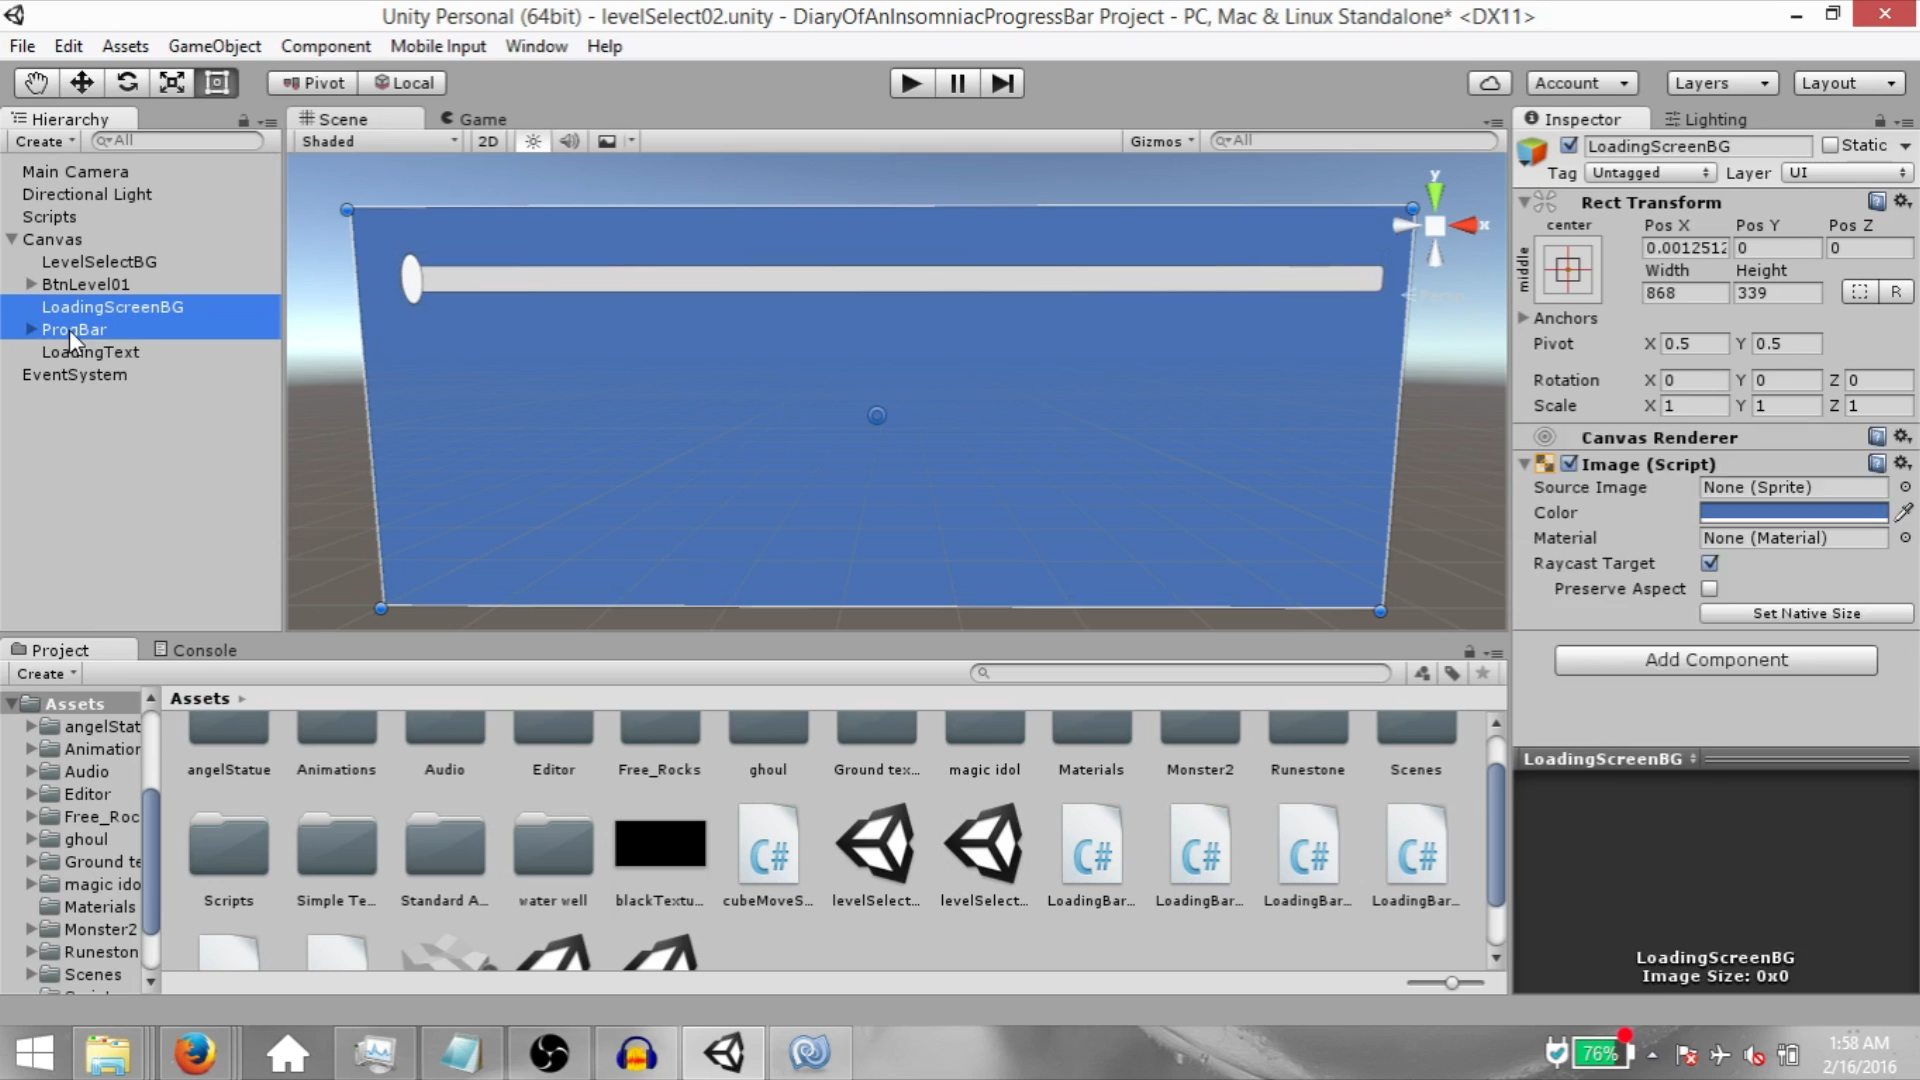 Unity Personal (64bit) - levelSelect02.unity - DiaryOfAnInsomniacProgressBar Project - PC, Mac & Linux Standalone* <DX11>
File Edit Assets GameObject Component Mobile Input Window Help
Pivot Local Account Layers Layout
Hierarchy
Create All
Main Camera
Directional Light
Scripts
Canvas
LevelSelectBG
BtnLevel01
LoadingScreenBG
ProgBar
LoadingText
EventSystem
Scene Game
Shaded 2D Gizmos All
y
x
Inspector Lighting
LoadingScreenBG Static
Tag Untagged Layer UI
Rect Transform
center Pos X Pos Y Pos Z
middle
0.0012512 0 0
Width Height
868 339 R
Anchors
Pivot X 0.5 Y 0.5
Rotation X 0 Y 0 Z 0
Scale X 1 Y 1 Z 1
Canvas Renderer
Image (Script)
Source Image None (Sprite)
Color
Material None (Material)
Raycast Target
Preserve Aspect
Set Native Size
Add Component
LoadingScreenBG
LoadingScreenBG
Image Size: 0x0
Project Console
Create
Assets
angelStat
Animation
Audio
Editor
Free_Roc
ghoul
Ground te
magic ido
Materials
Monster2
Runeston
Scenes
Assets
angelStatue Animations Audio Editor Free_Rocks ghoul Ground tex... magic idol Materials Monster2 Runestone Scenes
C# C# C# C# C#
Scripts Simple Te... Standard A... water well blackTextu... cubeMoveS... levelSelect... levelSelect... LoadingBar... LoadingBar... LoadingBar... LoadingBar...
76%
1:58 AM
2/16/2016